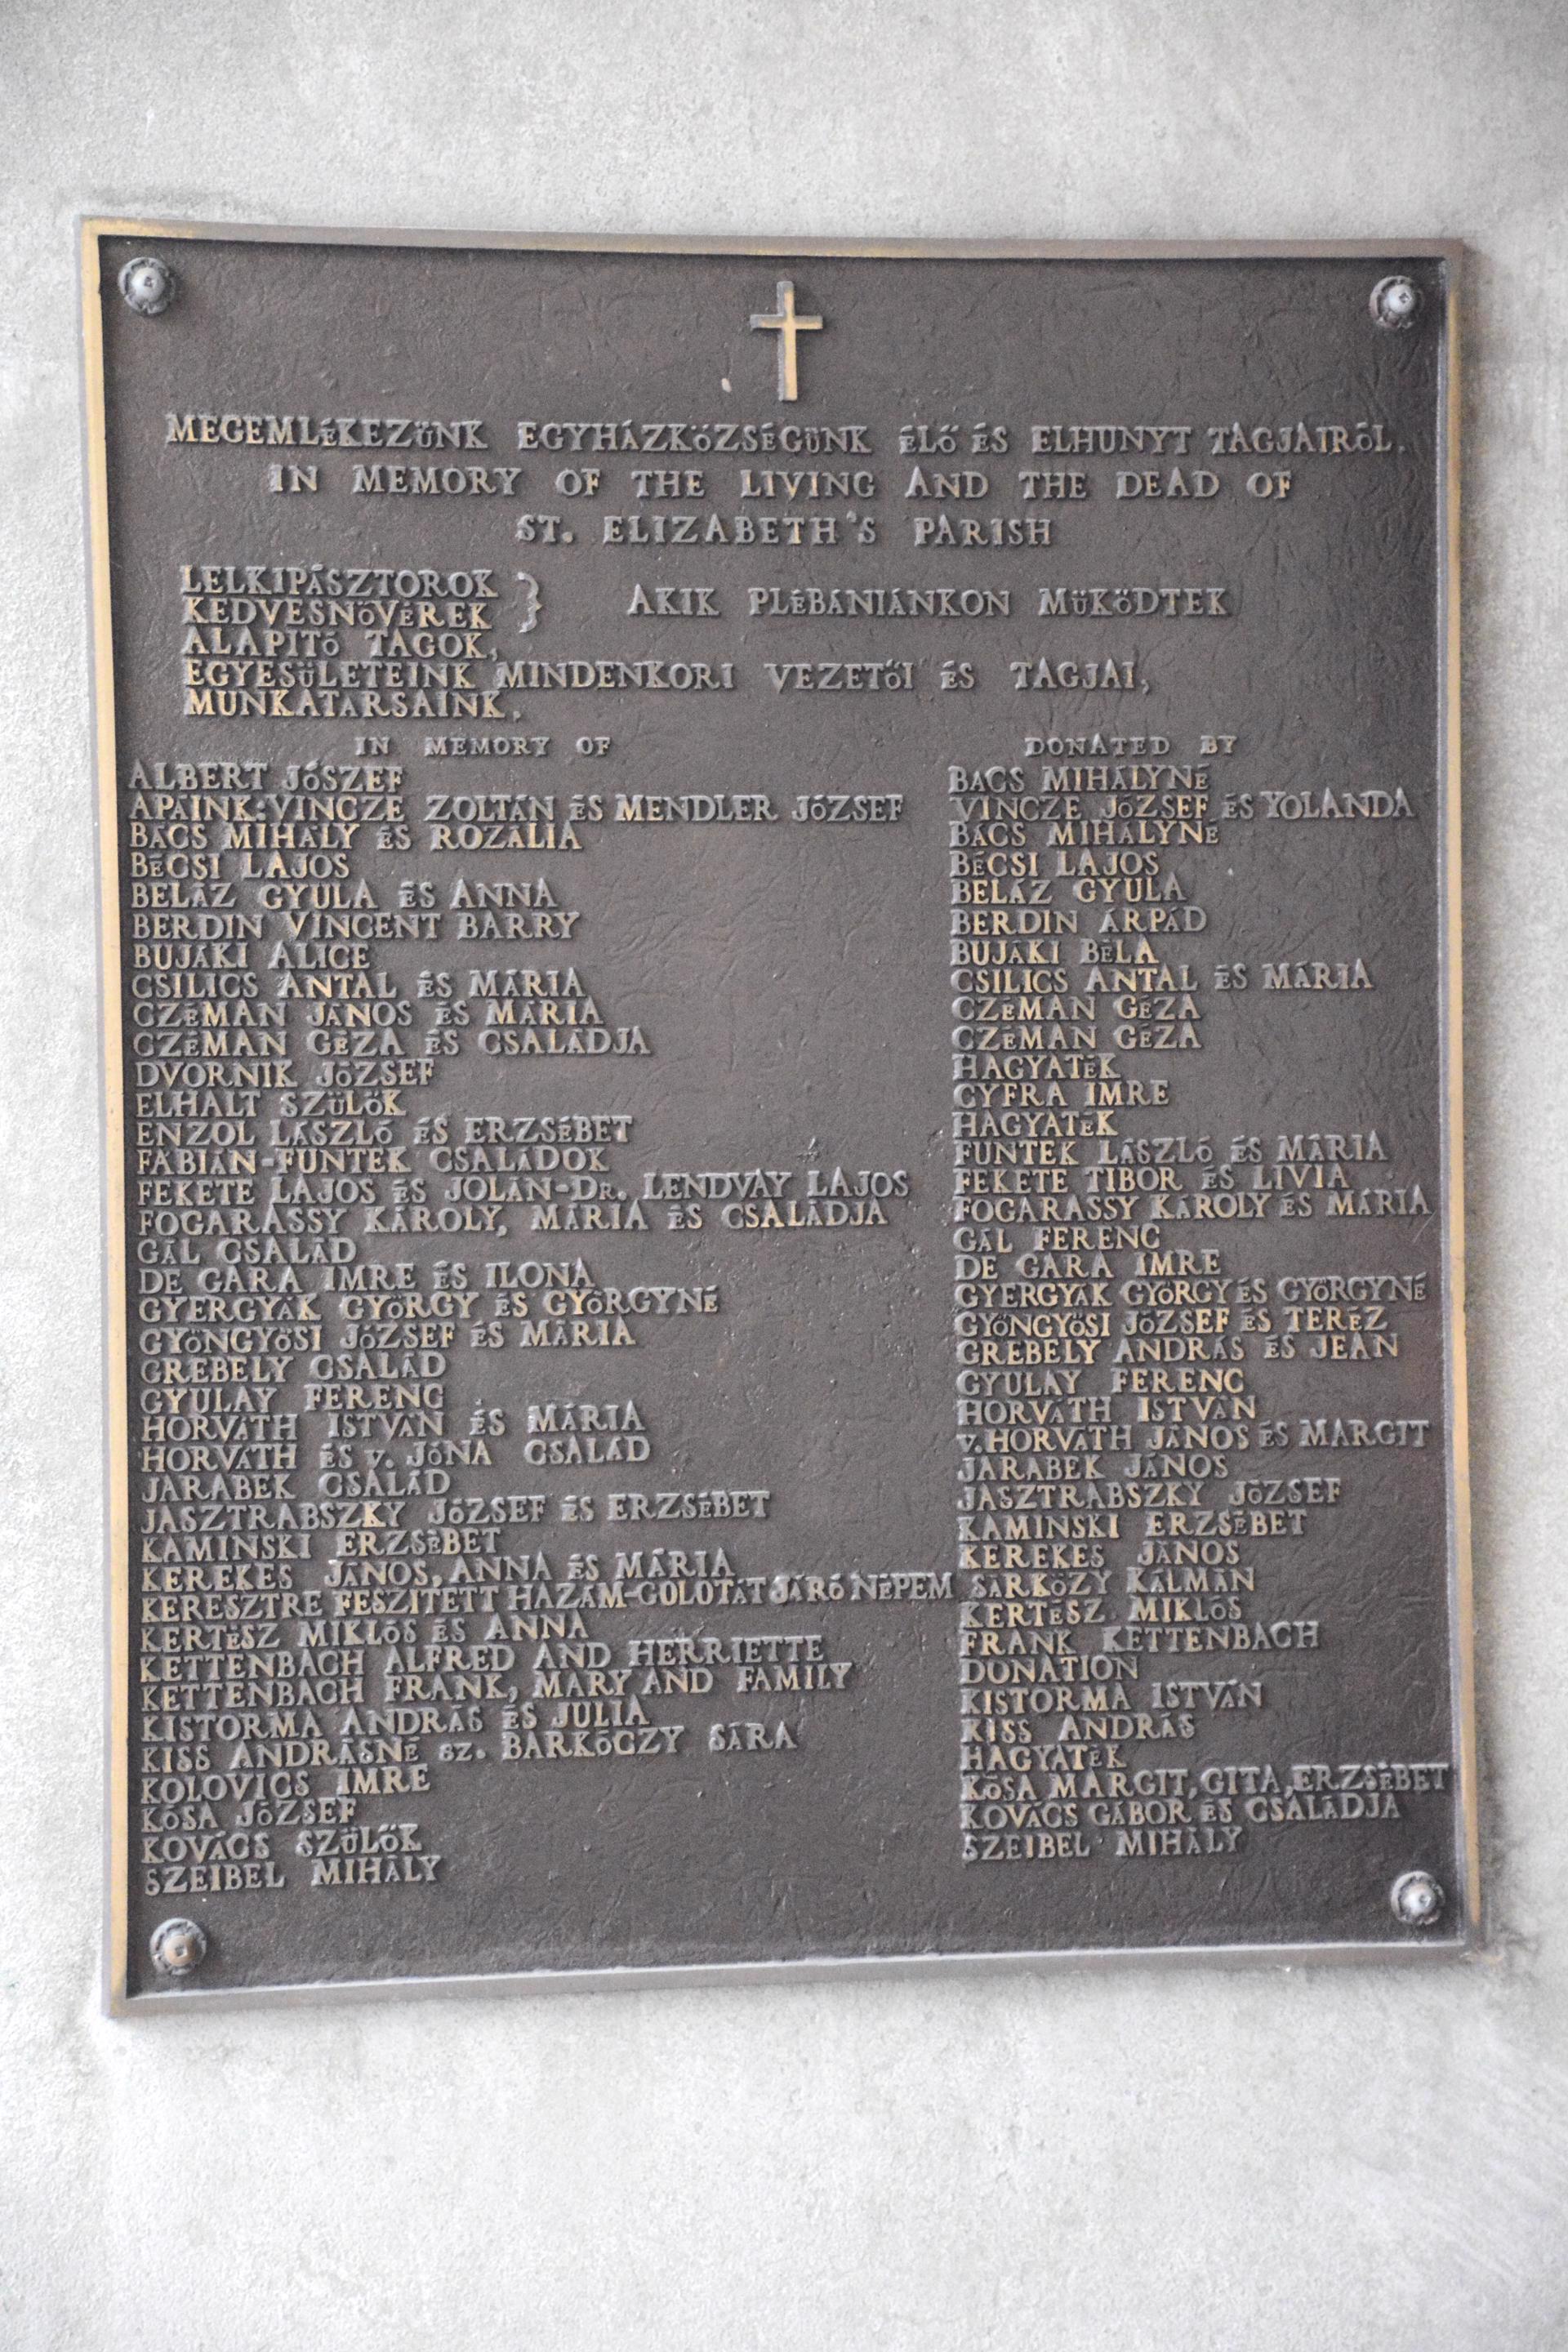 MEGEMLÉKEZÜNK EGYHÁZKÖZSÉGÜNK ÉLŐ ÉS ELHUNYT TAGJAIRÓL.
IN MEMORY OF THE LIVING AND THE DEAD OF
ST. ELIZABETH'S PARISH
LELKIPÁSZTOROK
KEDVESNŐVÉREK } AKIK PLÉBÁNIÁNKON MŰKÖDTEK
ALAPITÓ TAGOK,
EGYESÜLETEINK MINDENKORI VEZETŐI ÉS TAGJAI,
MUNKATÁRSAINK.
IN MEMORY OF DONATED BY
ALBERT JÓSZEF BACS MIHÁLYNÉ
APAINK: VINCZE ZOLTÁN ÉS MENDLER JÓZSEF VINCZE JÓZSEF ÉS YOLANDA
BÁCS MIHÁLY ÉS ROZÁLIA BÁCS MIHÁLYNÉ
BÉCSI LAJOS BÉCSI LAJOS
BELÁZ GYULA ÉS ANNA BELÁZ GYULA
BERDIN VINCENT BARRY BERDIN ÁRPÁD
BUJÁKI ALICE BUJÁKI BÉLA
CSILICS ANTAL ÉS MÁRIA CSILICS ANTAL ÉS MÁRIA
CZÉMAN JÁNOS ÉS MÁRIA CZÉMAN GÉZA
CZÉMAN GÉZA ÉS CSALÁDJA CZÉMAN GÉZA
DVORNIK JÓZSEF HAGYATÉK
ELHALT SZÜLŐK CYFRA IMRE
ENZOL LÁSZLÓ ÉS ERZSÉBET HAGYATÉK
FÁBIÁN-FUNTEK CSALÁDOK FUNTEK LÁSZLÓ ÉS MÁRIA
FEKETE LAJOS ÉS JOLÁN-DR. LENDVAY LAJOS FEKETE TIBOR ÉS LIVIA
FOGARASSY KÁROLY, MÁRIA ÉS CSALÁDJA FOGARASSY KÁROLY ÉS MÁRIA
GÁL CSALÁD GÁL FERENC
DE GARA IMRE ÉS ILONA DE GARA IMRE
GYERGYÁK GYÖRGY ÉS GYÖRGYNÉ GYERGYÁK GYÖRGY ÉS GYÖRGYNÉ
GYÖNGYÖSI JÓZSEF ÉS MÁRIA GYÖNGYÖSI JÓZSEF ÉS TERÉZ
GREBELY CSALÁD GREBELY ANDRÁS ÉS JEAN
GYULAY FERENC GYULAY FERENC
HORVÁTH ISTVÁN ÉS MÁRIA HORVÁTH ISTVÁN
HORVÁTH ÉS v. JÓNA CSALÁD v. HORVÁTH JÁNOS ÉS MARGIT
JARABEK CSALÁD JARABEK JÁNOS
JASZTRABSZKY JÓZSEF ÉS ERZSÉBET JASZTRABSZKY JÓZSEF
KAMINSKI ERZSÉBET KAMINSKI ERZSÉBET
KEREKES JÁNOS, ANNA ÉS MÁRIA KEREKES JÁNOS
KERESZTRE FESZITETT HAZÁM-GOLOTÁT JÁRÓ NÉPEM SÁRKÖZY KÁLMÁN
KERTÉSZ MIKLÓS ÉS ANNA KERTÉSZ MIKLÓS
KETTENBACH ALFRED AND HERRIETTE FRANK KETTENBACH
KETTENBACH FRANK, MARY AND FAMILY DONATION
KISTORMA ANDRÁS ÉS JULIA KISTORMA ISTVÁN
KISS ANDRÁSNÉ sz. BARKÓCZY SÁRA KISS ANDRÁS
KOLOVICS IMRE HAGYATÉK
KÓSA JÓZSEF KÓSA MARGIT, GITA, ERZSÉBET
KOVÁCS SZÜLŐK KOVÁCS GÁBOR ÉS CSALÁDJA
SZEIBEL MIHÁLY SZEIBEL MIHÁLY